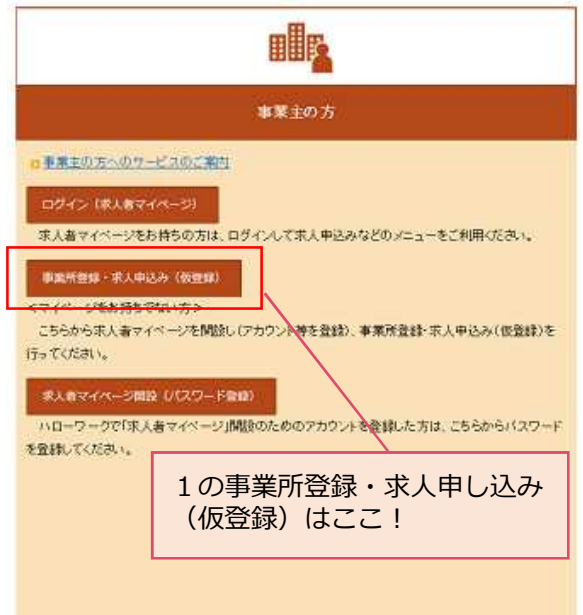 事業主の方
事業主の方へのサービスのご案内
ログイン（求人者マイページ）
求人者マイページをお持ちの方は、ログインして求人申込みなどのメニューをご利用ください。
事業所登録・求人申込み（仮登録）
<マイページをお持ちでない方>
こちらから求人者マイページを開設し（アカウント等を登録）、事業所登録・求人申込み（仮登録）を
行ってください。
求人者マイページ開設（パスワード登録）
ハローワークで「求人者マイページ」開設のためのアカウントを登録した方は、こちらからパスワード
を登録してください。
１の事業所登録・求人申し込み
（仮登録）はここ！